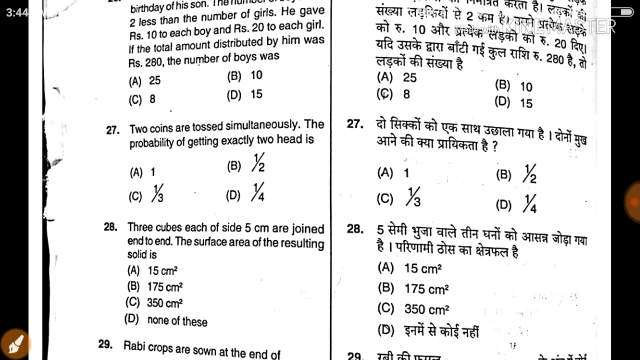 3:44
birthday of his son. The
2 less than the number of girls. He gave
Rs. 10 to each boy and Rs. 20 to each girl.
If the total amount distributed by him was
Rs. 280, the number of boys was
(A) 25
(B) 10
(C) 8
(D) 15
27. Two coins are tossed simultaneously. The
probability of getting exactly two head is
(A) 1
(B) 1/2
(C) 1/3
(D) 1/4
28. Three cubes each of side 5 cm are joined
end to end. The surface area of the resulting
solid is
(A) 15 cm²
(B) 175 cm²
(C) 350 cm²
(D) none of these
29. Rabi crops are sown at the end of
करता है। लड़कों की
संख्या लड़कियों से 2 कम है। उसने प्रत्येक लड़के
को रु. 10 और प्रत्येक लड़की को रु. 20 दिए।
यदि उसके द्वारा बाँटी गई कुल राशि रु. 280 है, तो
लड़कों की संख्या है
(A) 25
(B) 10
(C) 8
(D) 15
27. दो सिक्कों को एक साथ उछाला गया है। दोनों मुख
आने की क्या प्रायिकता है ?
(A) 1
(B) 1/2
(C) 1/3
(D) 1/4
28. 5 सेमी भुजा वाले तीन घनों को आसन्न जोड़ा गया
है। परिणामी ठोस का क्षेत्रफल है
(A) 15 cm²
(B) 175 cm²
(C) 350 cm²
(D) इनमें से कोई नहीं
29. रबी की फसल